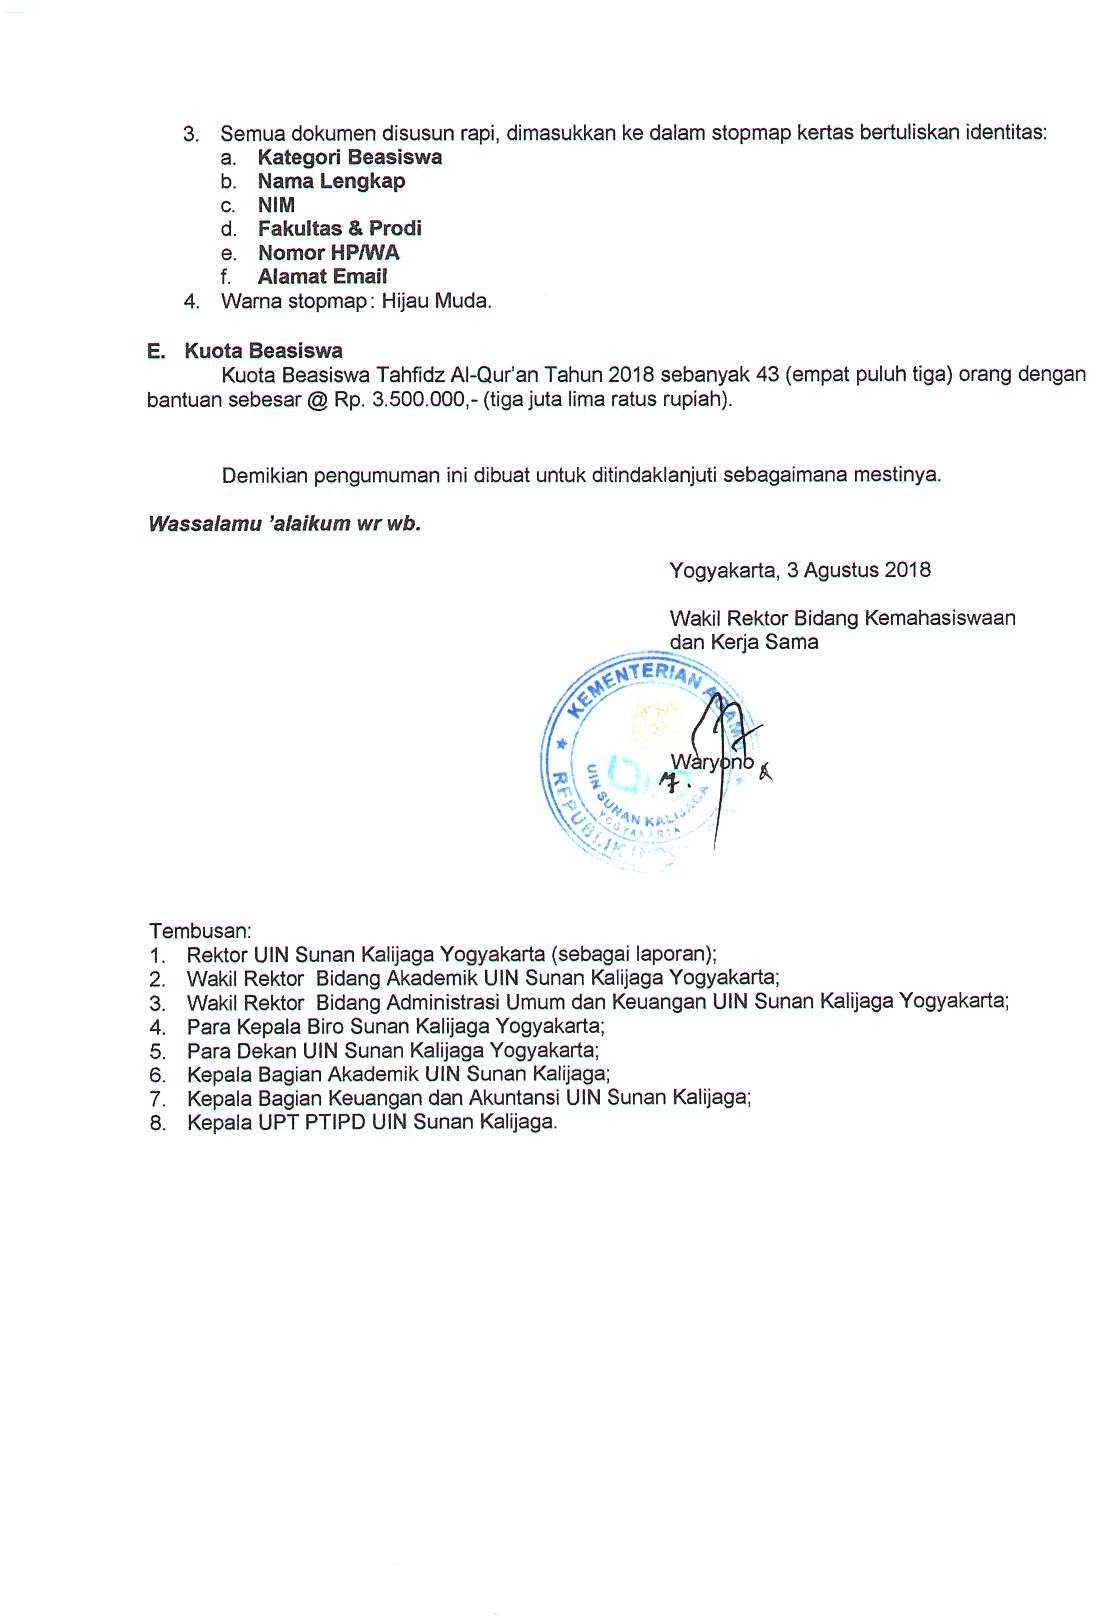 3. Semua dokumen disusun rapi, dimasukkan ke dalam stopmap kertas bertuliskan identitas:
a. Kategori Beasiswa
b. Nama Lengkap
c. NIM
d. Fakultas & Prodi
e. Nomor HP/WA
f. Alamat Email
4. Warna stopmap : Hijau Muda.
E. Kuota Beasiswa
Kuota Beasiswa Tahfidz Al-Qur'an Tahun 2018 sebanyak 43 (empat puluh tiga) orang dengan
bantuan sebesar @ Rp. 3.500.000,- (tiga juta lima ratus rupiah).
Demikian pengumuman ini dibuat untuk ditindaklanjuti sebagaimana mestinya.
Wassalamu 'alaikum wr wb.
Yogyakarta, 3 Agustus 2018
Wakil Rektor Bidang Kemahasiswaan
dan Kerja Sama
KEMENTERIAN AGAMA
Waryono
UIN SUNAN KALIJAGA
YOGYAKARTA
REPUBLIK
Tembusan:
1. Rektor UIN Sunan Kalijaga Yogyakarta (sebagai laporan);
2. Wakil Rektor Bidang Akademik UIN Sunan Kalijaga Yogyakarta;
3. Wakil Rektor Bidang Administrasi Umum dan Keuangan UIN Sunan Kalijaga Yogyakarta;
4. Para Kepala Biro Sunan Kalijaga Yogyakarta;
5. Para Dekan UIN Sunan Kalijaga Yogyakarta;
6. Kepala Bagian Akademik UIN Sunan Kalijaga;
7. Kepala Bagian Keuangan dan Akuntansi UIN Sunan Kalijaga;
8. Kepala UPT PTIPD UIN Sunan Kalijaga.